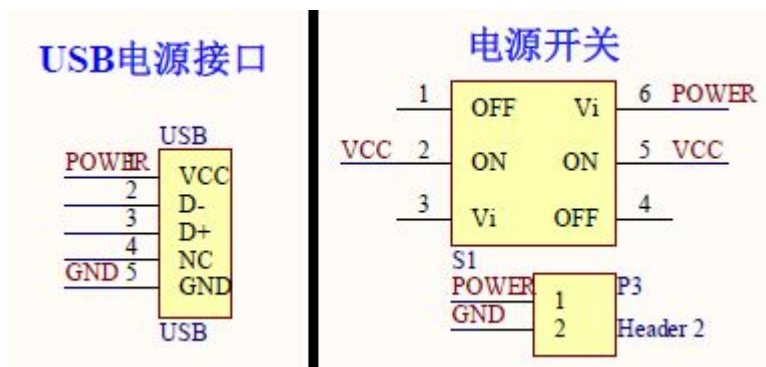 USB电源接口
USB
POWER 1 VCC
2 D-
3 D+
4 NC
GND 5 GND
USB
电源开关
1 OFF Vi 6 POWER
VCC 2 ON ON 5 VCC
3 Vi OFF 4
S1
POWER 1 P3
GND 2 Header 2